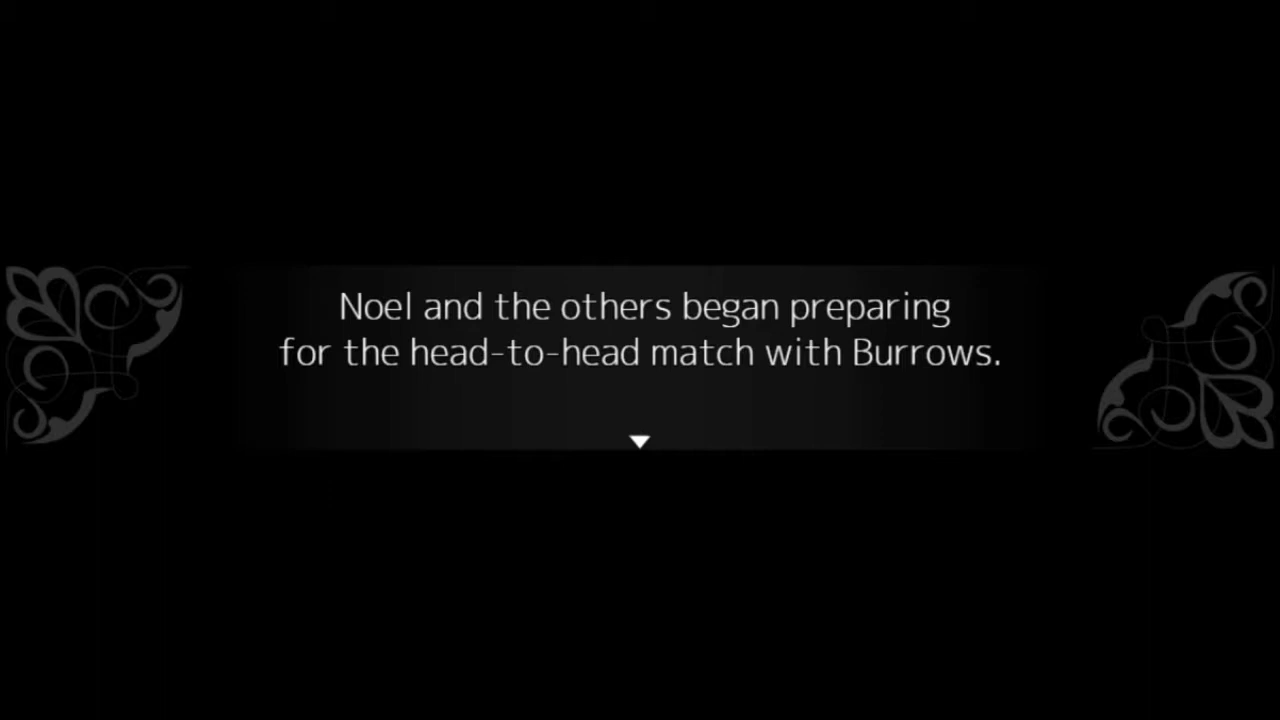 Noel and the others began preparing
for the head-to-head match with Burrows.